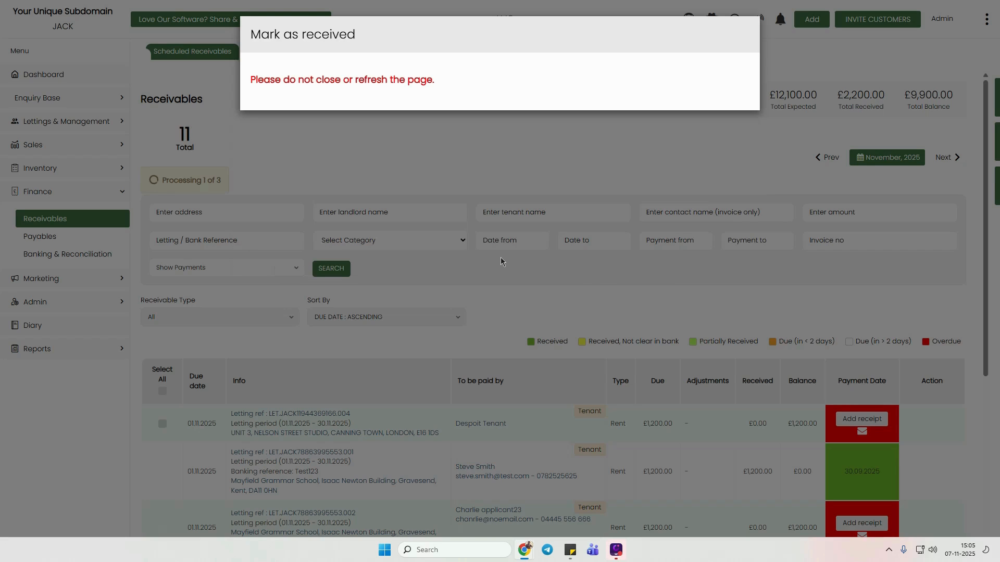 Your Unique Subdomain
JACK
Love Our Software? Share &
Add
INVITE CUSTOMERS
Admin
Mark as received
Please do not close or refresh the page.
Menu
Dashboard
Enquiry Base
Lettings & Management
Sales
Inventory
Finance
Receivables
Payables
Banking & Reconciliation
Marketing
Admin
Diary
Reports
Scheduled Receivables
Receivables
£12,100.00
Total Expected
£2,200.00
Total Received
£9,900.00
Total Balance
11
Total
Prev
November, 2025
Next
Processing 1 of 3
Enter address
Enter landlord name
Enter tenant name
Enter contact name (invoice only)
Enter amount
Letting / Bank Reference
Select Category
Date from
Date to
Payment from
Payment to
Invoice no
Show Payments
SEARCH
Receivable Type
All
Sort By
DUE DATE : ASCENDING
Received
Received, Not clear in bank
Partially Received
Due (in < 2 days)
Due (in > 2 days)
Overdue
Select All
Due date
Info
To be paid by
Type
Due
Adjustments
Received
Balance
Payment Date
Action
01.11.2025
Letting ref : LET.JACK11944369166.004
Letting period (01.11.2025 - 30.11.2025)
UNIT 3, NELSON STREET STUDIO, CANNING TOWN, LONDON, E16 1DS
Tenant
Despoit Tenant
Rent
£1,200.00
-
£0.00
£1,200.00
Add receipt
01.11.2025
Letting ref : LET.JACK78863995553.001
Letting period (01.11.2025 - 30.11.2025)
Banking reference: Test123
Mayfield Grammar School, Isaac Newton Building, Gravesend,
Kent, DA11 0HN
Tenant
Steve Smith
steve.smith@test.com - 0782525625
Rent
£1,200.00
-
£1,200.00
£0.00
30.09.2025
01.11.2025
Letting ref : LET.JACK78863995553.002
Letting period (01.11.2025 - 30.11.2025)
Mayfield Grammar School, Isaac Newton Building, Gravesend,
Tenant
Charlie applicant23
chanrlie@noemail.com - 04445 556 666
Rent
£1,200.00
-
£0.00
£1,200.00
Add receipt
Search
15:05
07-11-2025